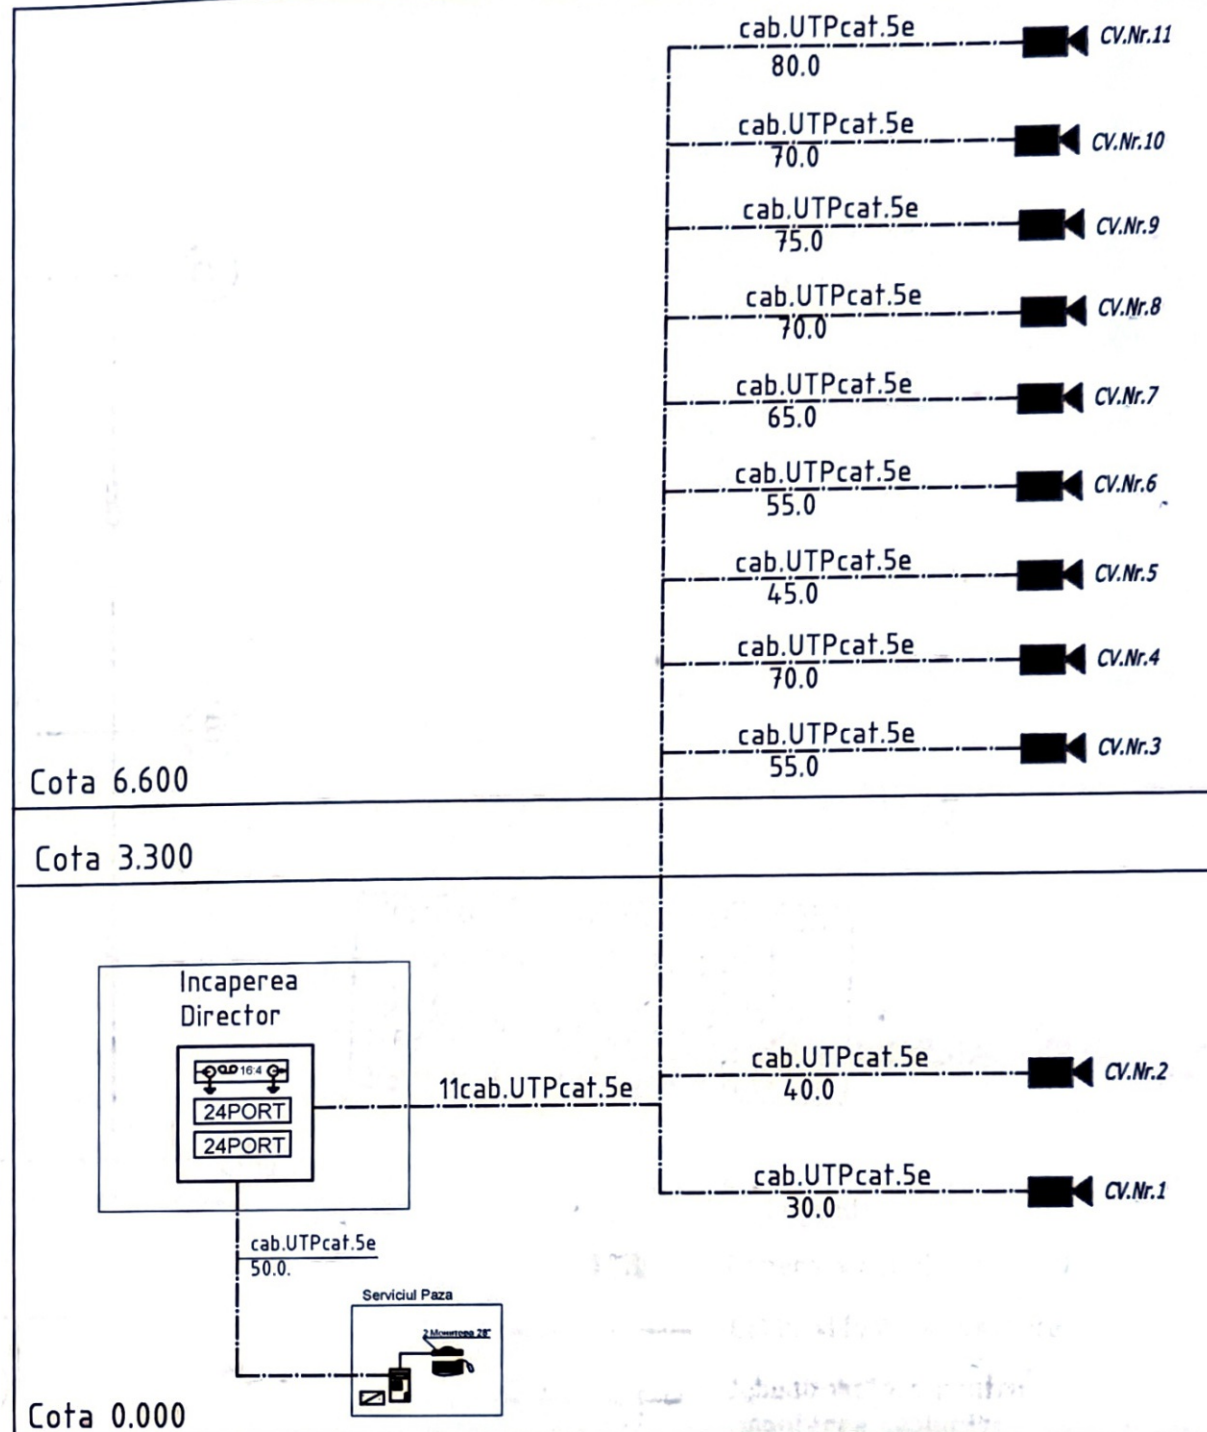 cab.UTPcat.5e
80.0
CV.Nr.11
cab.UTPcat.5e
70.0
CV.Nr.10
cab.UTPcat.5e
75.0
CV.Nr.9
cab.UTPcat.5e
70.0
CV.Nr.8
cab.UTPcat.5e
65.0
CV.Nr.7
cab.UTPcat.5e
55.0
CV.Nr.6
cab.UTPcat.5e
45.0
CV.Nr.5
cab.UTPcat.5e
70.0
CV.Nr.4
cab.UTPcat.5e
55.0
CV.Nr.3
Cota 6.600
Cota 3.300
Incaperea
Director
16:4
24PORT
24PORT
11cab.UTPcat.5e
cab.UTPcat.5e
40.0
CV.Nr.2
cab.UTPcat.5e
30.0
CV.Nr.1
cab.UTPcat.5e
50.0.
Serviciul Paza
2 Монитора 28"
Cota 0.000